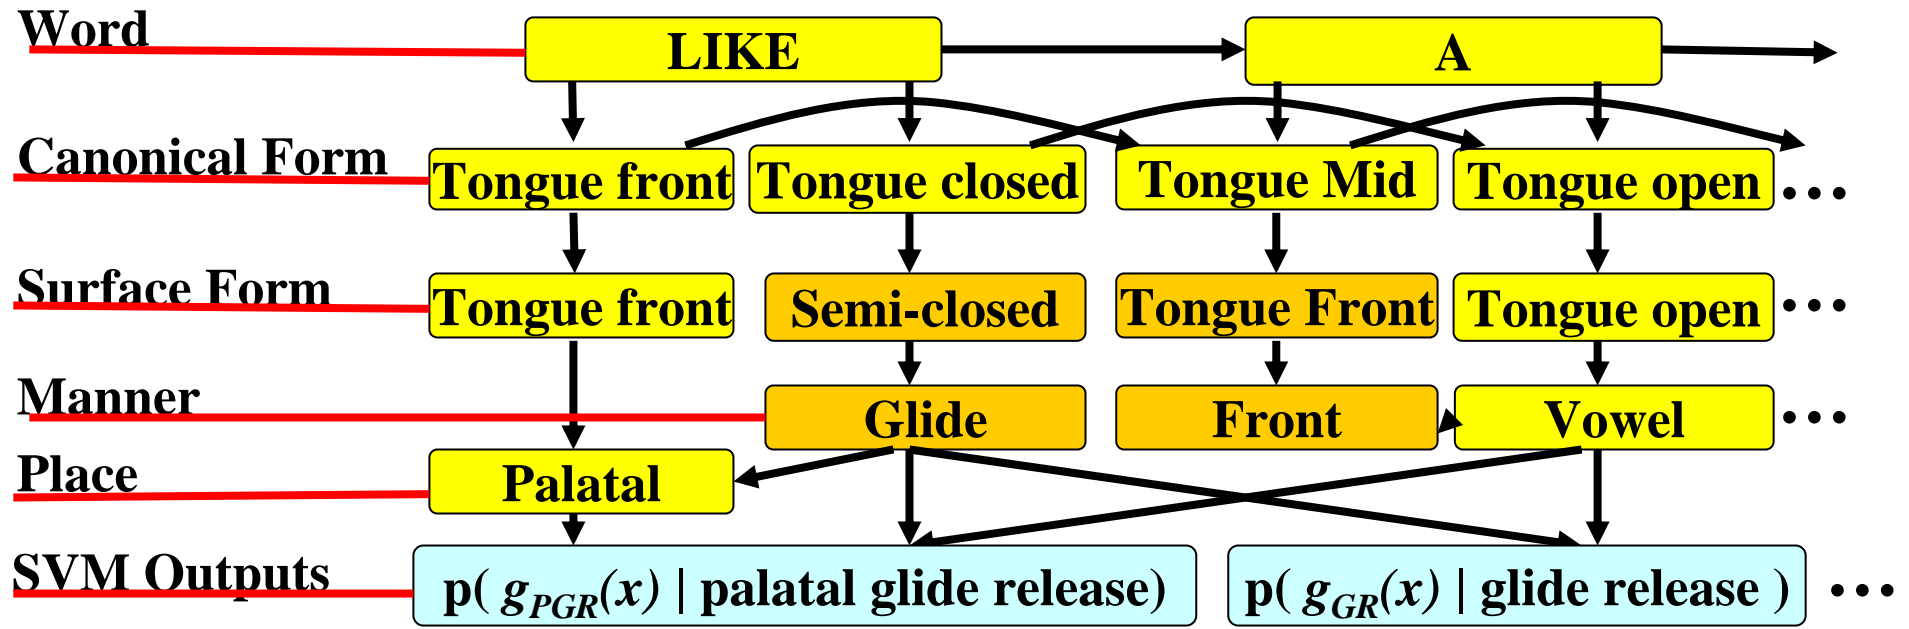 Word
LIKE
A
Canonical Form
Tongue front
Tongue closed
Tongue Mid
Tongue open
...
Surface Form
Tongue front
Semi-closed
Tongue Front
Tongue open
...
Manner
Glide
Front
Vowel
...
Place
Palatal
SVM Outputs
p( gPGR(x) | palatal glide release)
p( gGR(x) | glide release )
...